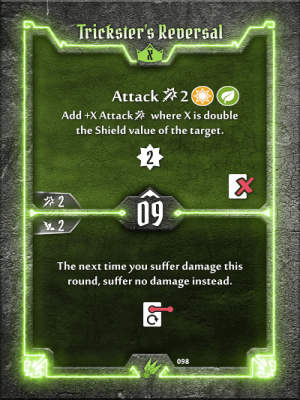 Trickster's Reversal
X
Attack 2
Add +X Attack where X is double
the Shield value of the target.
2
2
09
2
The next time you suffer damage this
round, suffer no damage instead.
098